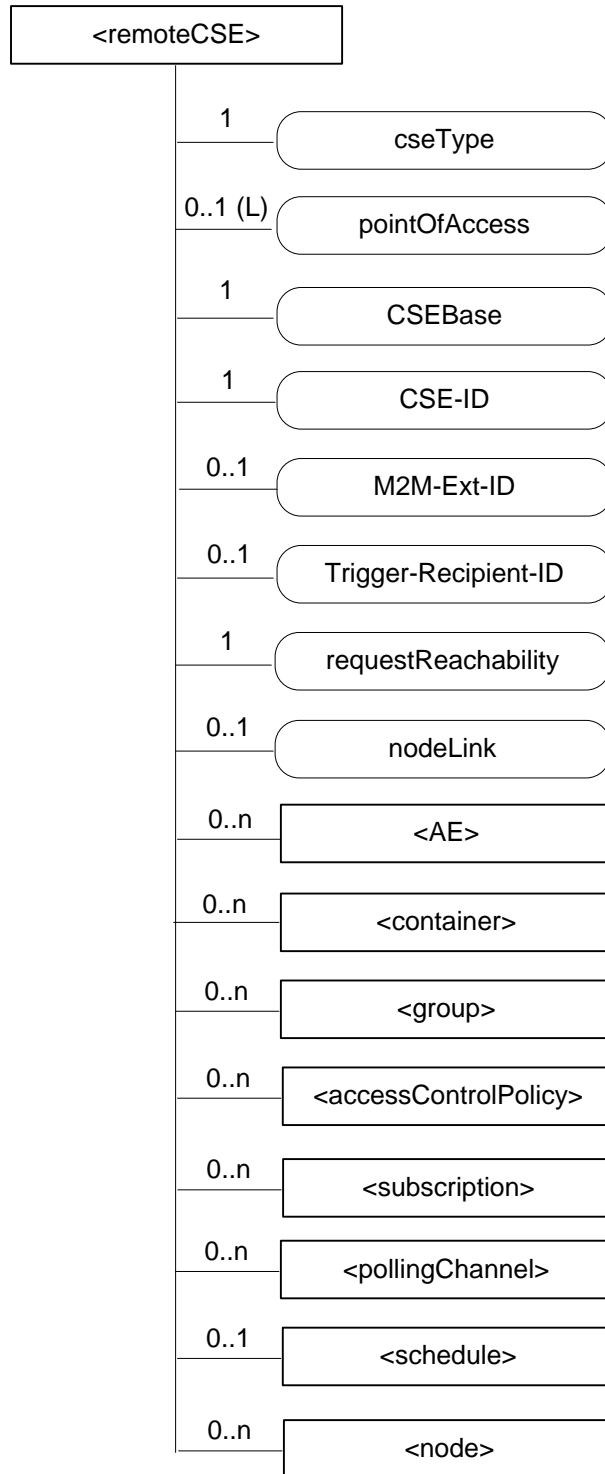 <remoteCSE>
1
cseType
0..1 (L)
pointOfAccess
1
CSEBase
1
CSE-ID
0..1
M2M-Ext-ID
0..1
Trigger-Recipient-ID
1
requestReachability
0..1
nodeLink
0..n
<AE>
0..n
<container>
0..n
<group>
0..n
<accessControlPolicy>
0..n
<subscription>
0..n
<pollingChannel>
0..1
<schedule>
0..n
<node>